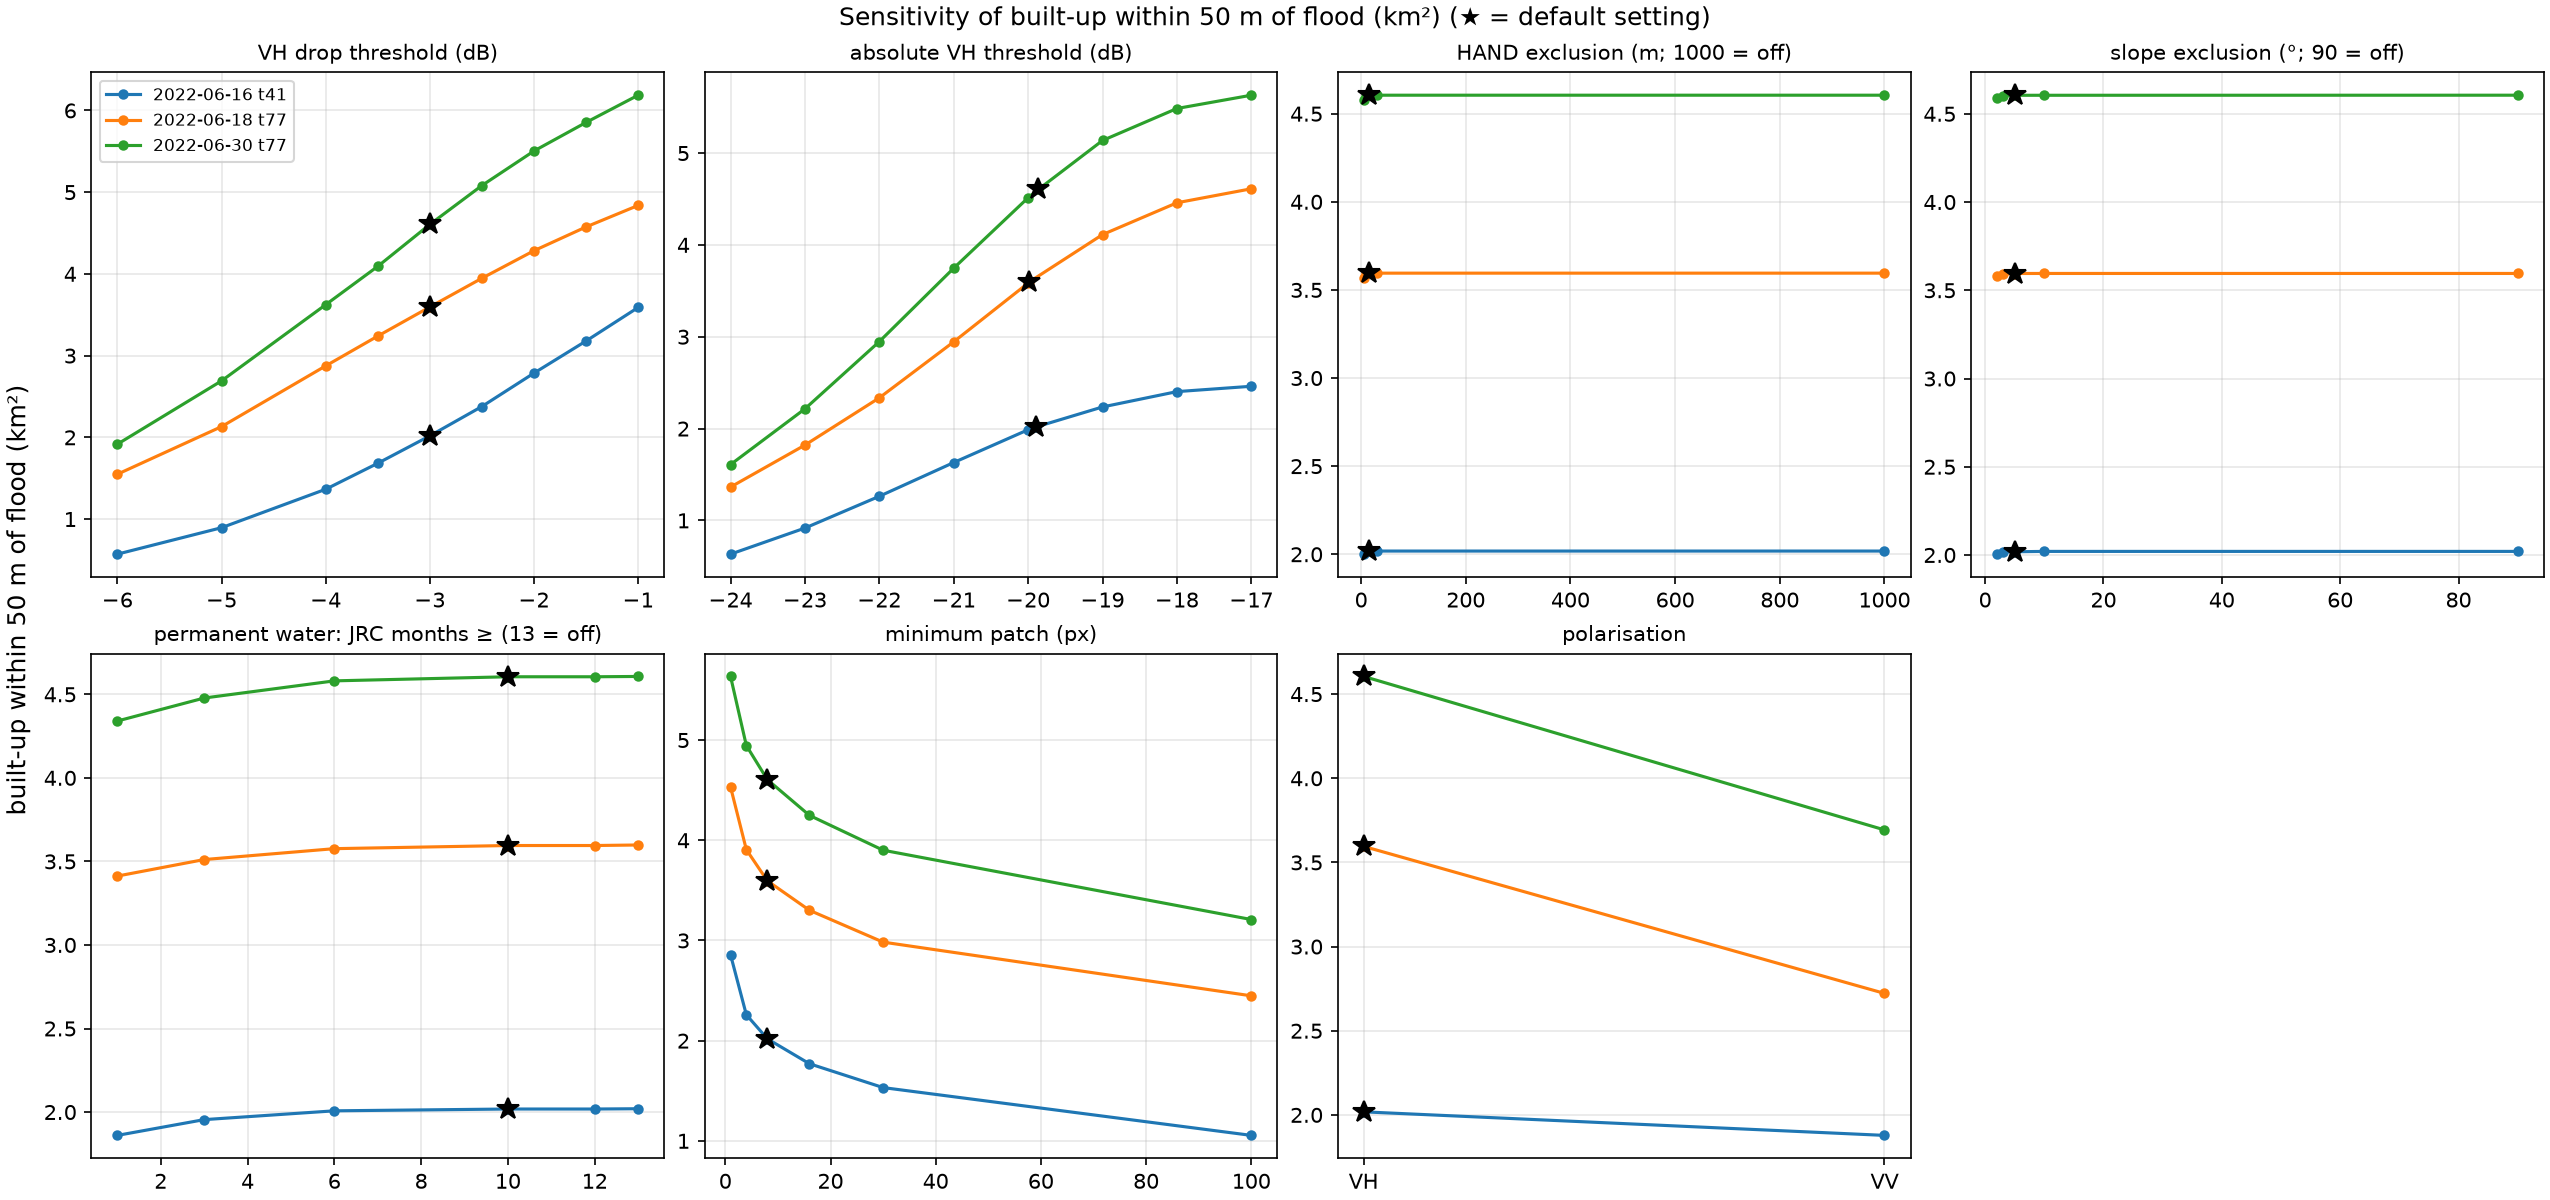 Sensitivity of built-up within 50 m of flood (km²) (★ = default setting)
built-up within 50 m of flood (km²)
VH drop threshold (dB)
2022-06-16 t41
2022-06-18 t77
2022-06-30 t77
6
5
4
3
2
1
−6 −5 −4 −3 −2 −1
absolute VH threshold (dB)
5
4
3
2
1
−24 −23 −22 −21 −20 −19 −18 −17
HAND exclusion (m; 1000 = off)
4.5
4.0
3.5
3.0
2.5
2.0
0 200 400 600 800 1000
slope exclusion (°; 90 = off)
4.5
4.0
3.5
3.0
2.5
2.0
0 20 40 60 80
permanent water: JRC months ≥ (13 = off)
4.5
4.0
3.5
3.0
2.5
2.0
2 4 6 8 10 12
minimum patch (px)
5
4
3
2
1
0 20 40 60 80 100
polarisation
4.5
4.0
3.5
3.0
2.5
2.0
VH VV